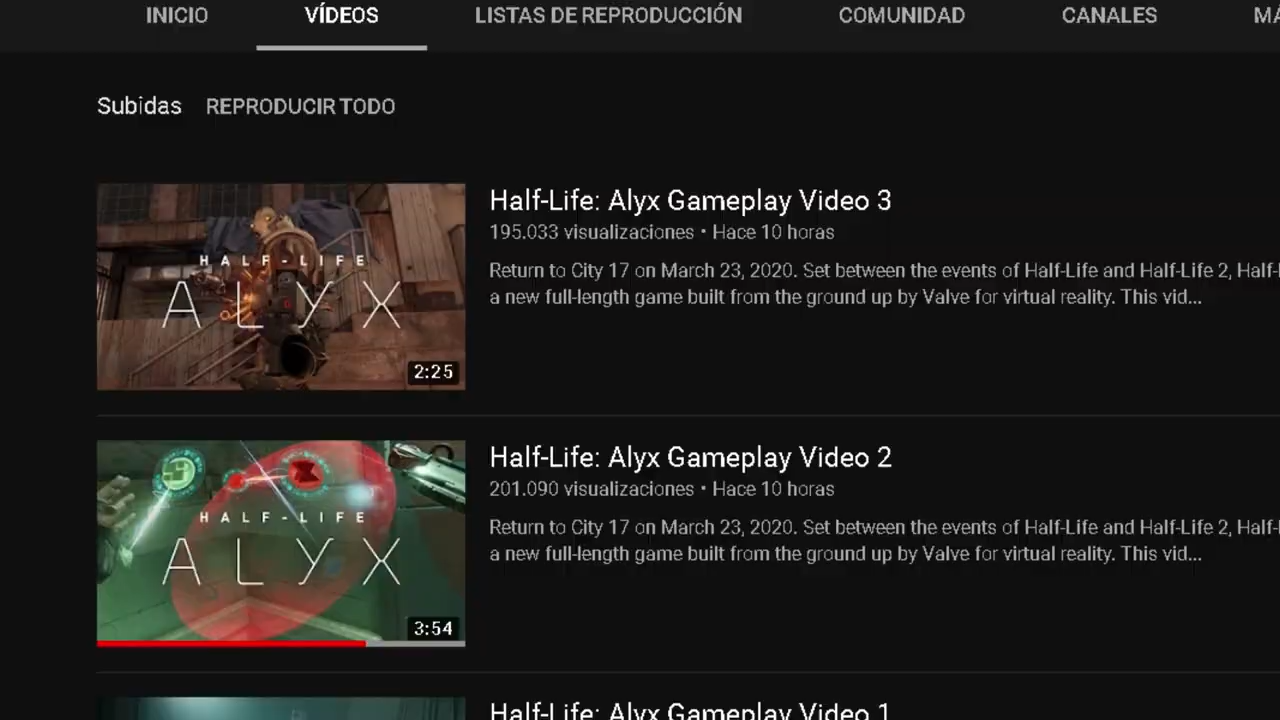 INICIO VÍDEOS LISTAS DE REPRODUCCIÓN COMUNIDAD CANALES
Subidas REPRODUCIR TODO
HALF-LIFE
ALYX
2:25
Half-Life: Alyx Gameplay Video 3
195.033 visualizaciones • Hace 10 horas
Return to City 17 on March 23, 2020. Set between the events of Half-Life and Half-Life 2, Half-
a new full-length game built from the ground up by Valve for virtual reality. This vid...
HALF-LIFE
ALYX
3:54
Half-Life: Alyx Gameplay Video 2
201.090 visualizaciones • Hace 10 horas
Return to City 17 on March 23, 2020. Set between the events of Half-Life and Half-Life 2, Half-
a new full-length game built from the ground up by Valve for virtual reality. This vid...
Half-Life: Alyx Gameplay Video 1